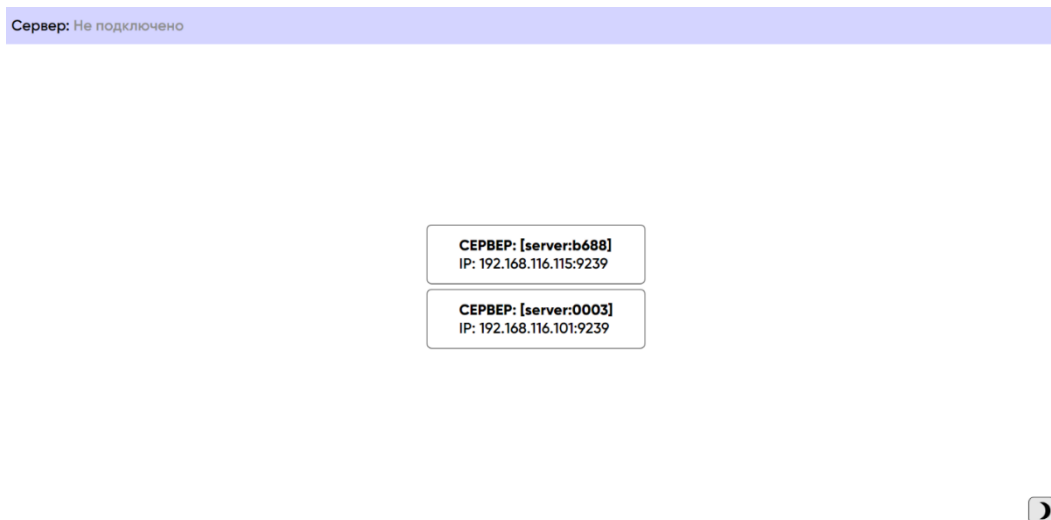 Сервер: Не подключено
СЕРВЕР: [server:b688]
IP: 192.168.116.115:9239
СЕРВЕР: [server:0003]
IP: 192.168.116.101:9239